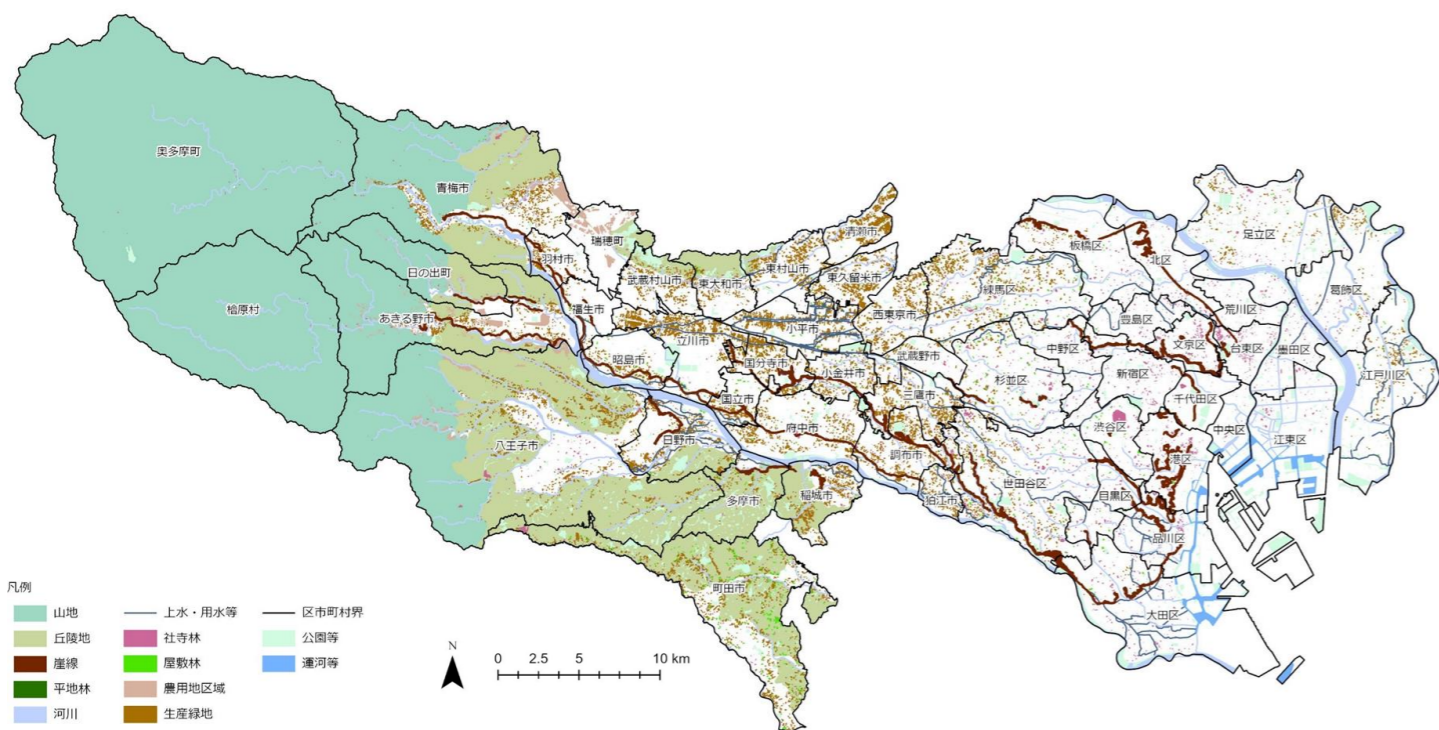 奥多摩町
青梅市
瑞穂町
羽村市
日の出町
檜原村
あきる野市
福生市
武蔵村山市
東大和市
東村山市
清瀬市
東久留米市
西東京市
練馬区
板橋区
北区
足立区
葛飾区
荒川区
豊島区
文京区
台東区
墨田区
江戸川区
立川市
小平市
昭島市
国分寺市
小金井市
武蔵野市
中野区
杉並区
新宿区
千代田区
三鷹市
国立市
府中市
調布市
渋谷区
港区
中央区
江東区
八王子市
日野市
多摩市
稲城市
狛江市
世田谷区
目黒区
品川区
大田区
町田市
凡例
山地
丘陵地
崖線
平地林
河川
上水・用水等
社寺林
屋敷林
農用地区域
生産緑地
区市町村界
公園等
運河等
N
0 2.5 5 10 km